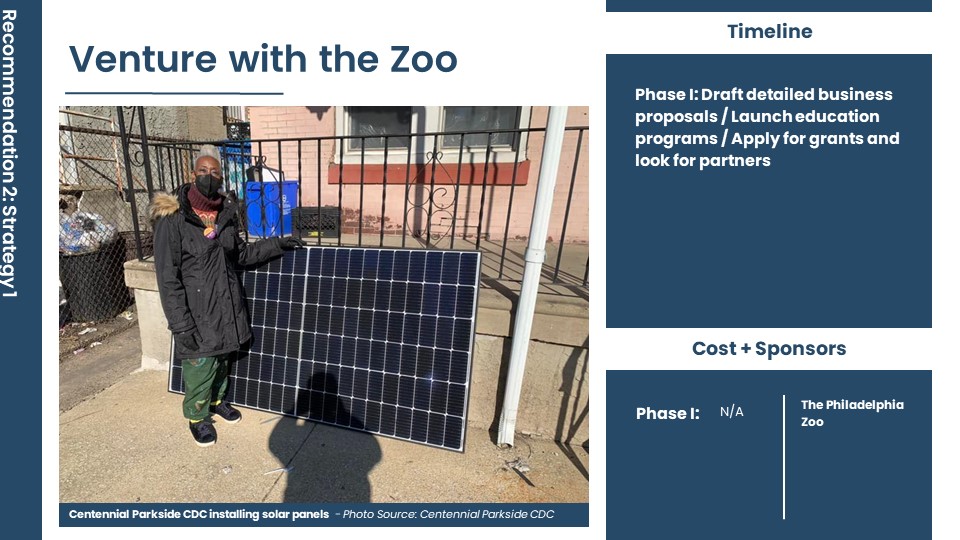 Recommendation 2: Strategy 1
Venture with the Zoo
Centennial Parkside CDC installing solar panels - Photo Source: Centennial Parkside CDC
Timeline
Phase I: Draft detailed business
proposals / Launch education
programs / Apply for grants and
look for partners
Cost + Sponsors
Phase I: N/A
The Philadelphia
Zoo